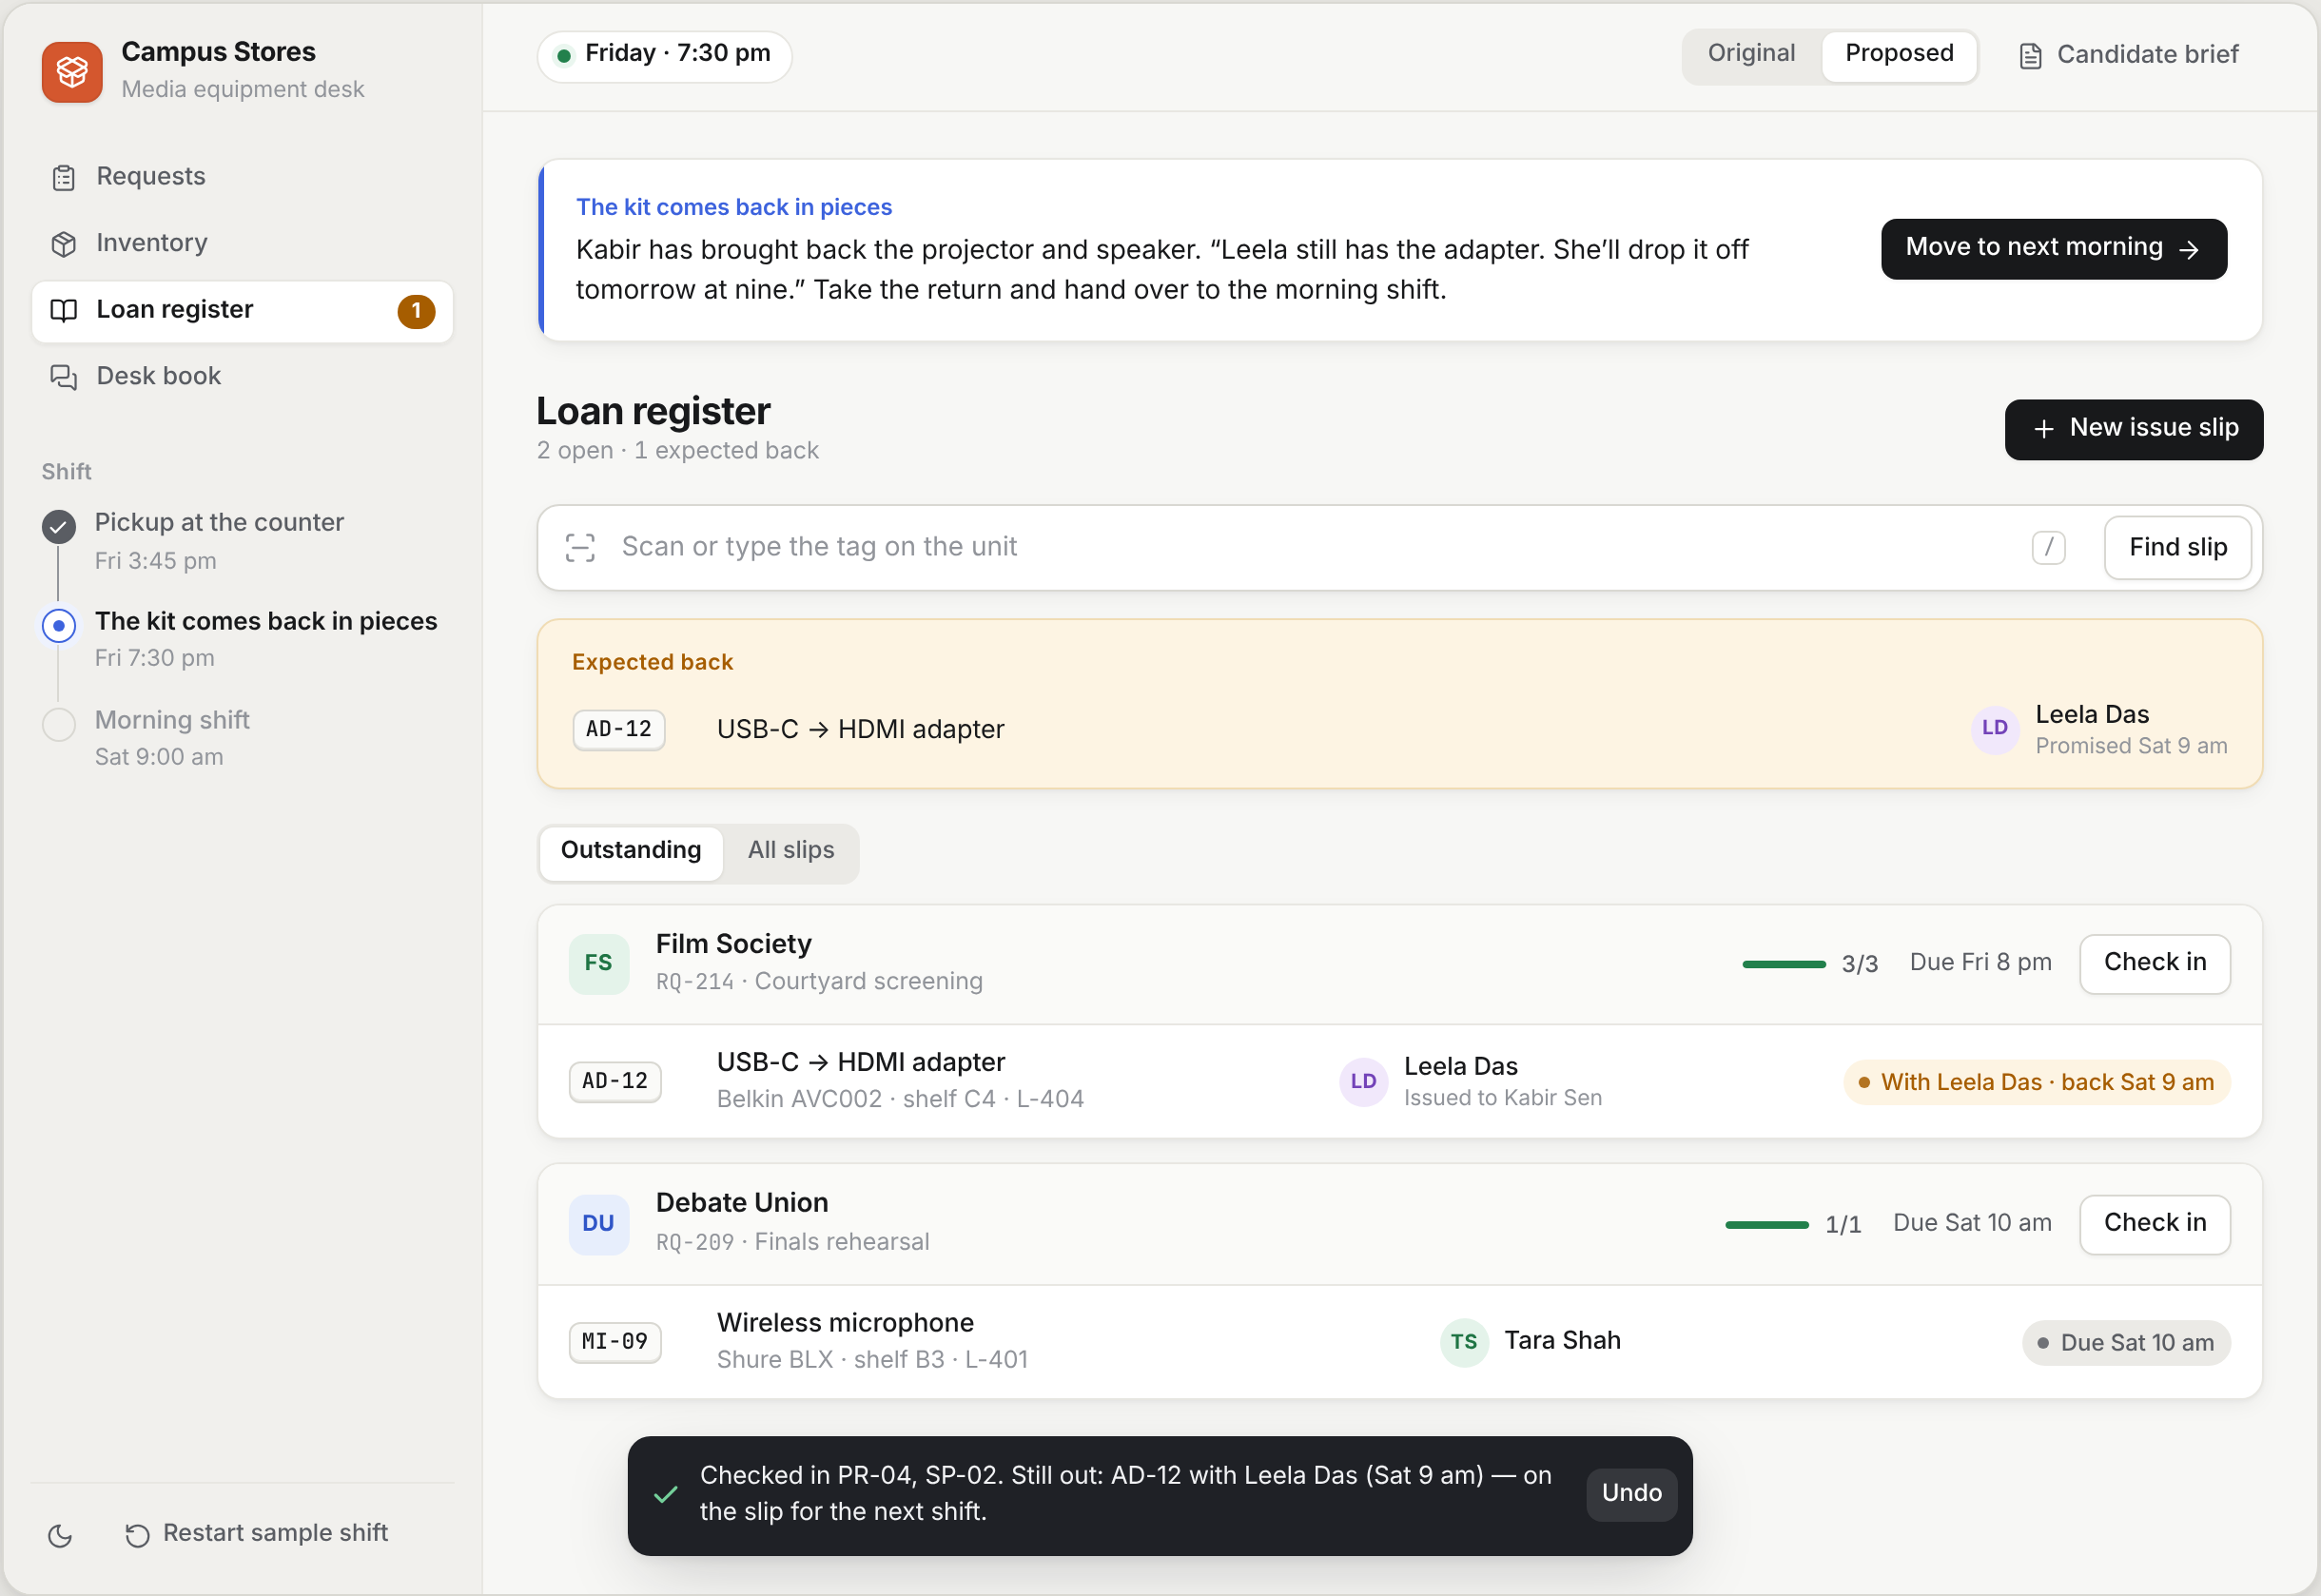 Campus Stores
Media equipment desk
Requests
Inventory
Loan register
1
Desk book
Shift
Pickup at the counter
Fri 3:45 pm
The kit comes back in pieces
Fri 7:30 pm
Morning shift
Sat 9:00 am
Restart sample shift
Friday · 7:30 pm
Original
Proposed
Candidate brief
The kit comes back in pieces
Kabir has brought back the projector and speaker. “Leela still has the adapter. She’ll drop it off
tomorrow at nine.” Take the return and hand over to the morning shift.
Move to next morning →
Loan register
2 open · 1 expected back
+ New issue slip
Scan or type the tag on the unit
/
Find slip
Expected back
AD-12
USB-C → HDMI adapter
LD
Leela Das
Promised Sat 9 am
Outstanding
All slips
FS
Film Society
RQ-214 · Courtyard screening
3/3
Due Fri 8 pm
Check in
AD-12
USB-C → HDMI adapter
Belkin AVC002 · shelf C4 · L-404
LD
Leela Das
Issued to Kabir Sen
With Leela Das · back Sat 9 am
DU
Debate Union
RQ-209 · Finals rehearsal
1/1
Due Sat 10 am
Check in
MI-09
Wireless microphone
Shure BLX · shelf B3 · L-401
TS
Tara Shah
Due Sat 10 am
Checked in PR-04, SP-02. Still out: AD-12 with Leela Das (Sat 9 am) — on
the slip for the next shift.
Undo